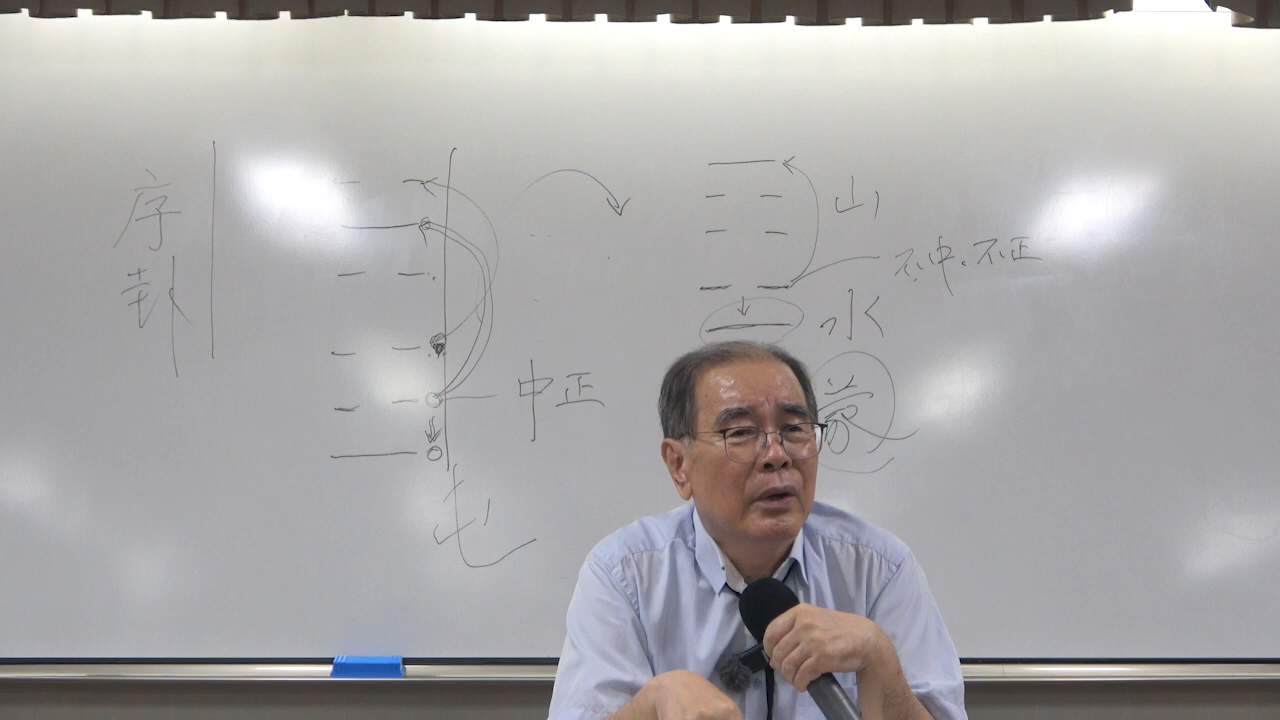 序卦
中正
屯
山
不中.不正
水
蒙